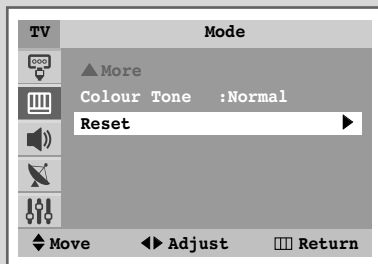 TV Mode
▲More
Colour Tone :Normal
Reset
Move Adjust Return